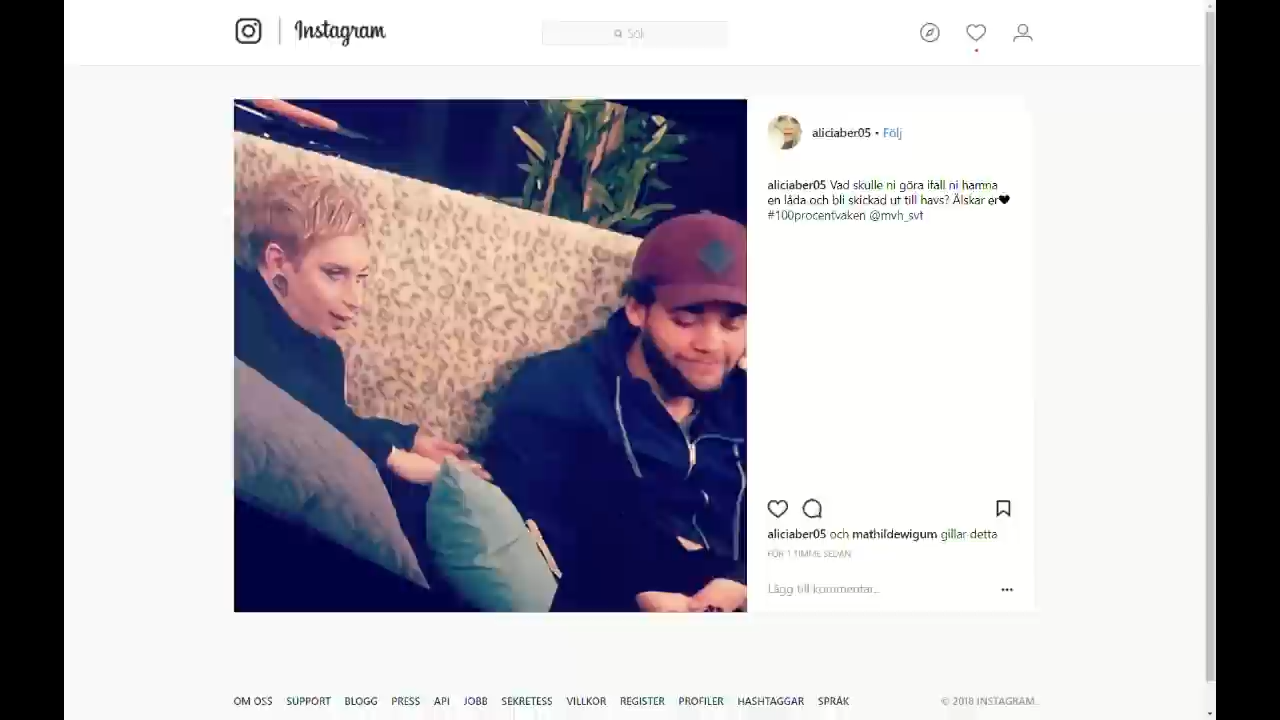 Instagram
Sök
aliciaber05 • Följ
aliciaber05 Vad skulle ni göra ifall ni hamna
en låda och bli skickad ut till havs? Älskar er🖤
#100procentvaken @mvh_svt
aliciaber05 och mathildewigum gillar detta
FÖR 1 TIMME SEDAN
Lägg till kommentar...
OM OSS SUPPORT BLOGG PRESS API JOBB SEKRETESS VILLKOR REGISTER PROFILER HASHTAGGAR SPRÅK © 2018 INSTAGRAM